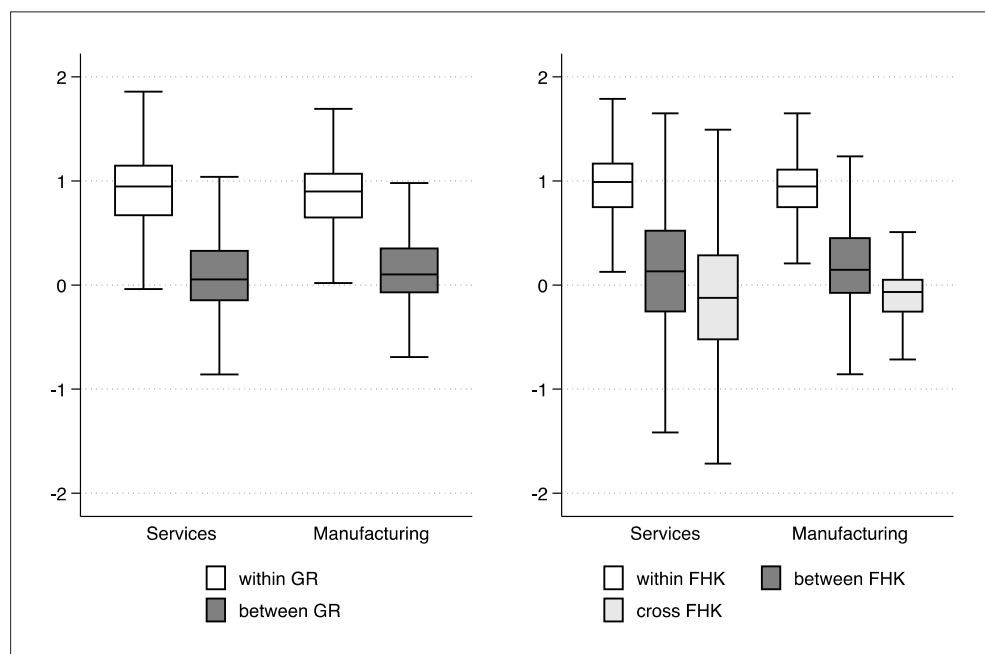 2
1
0
-1
-2
Services Manufacturing
within GR
between GR
2
1
0
-1
-2
Services Manufacturing
within FHK between FHK
cross FHK